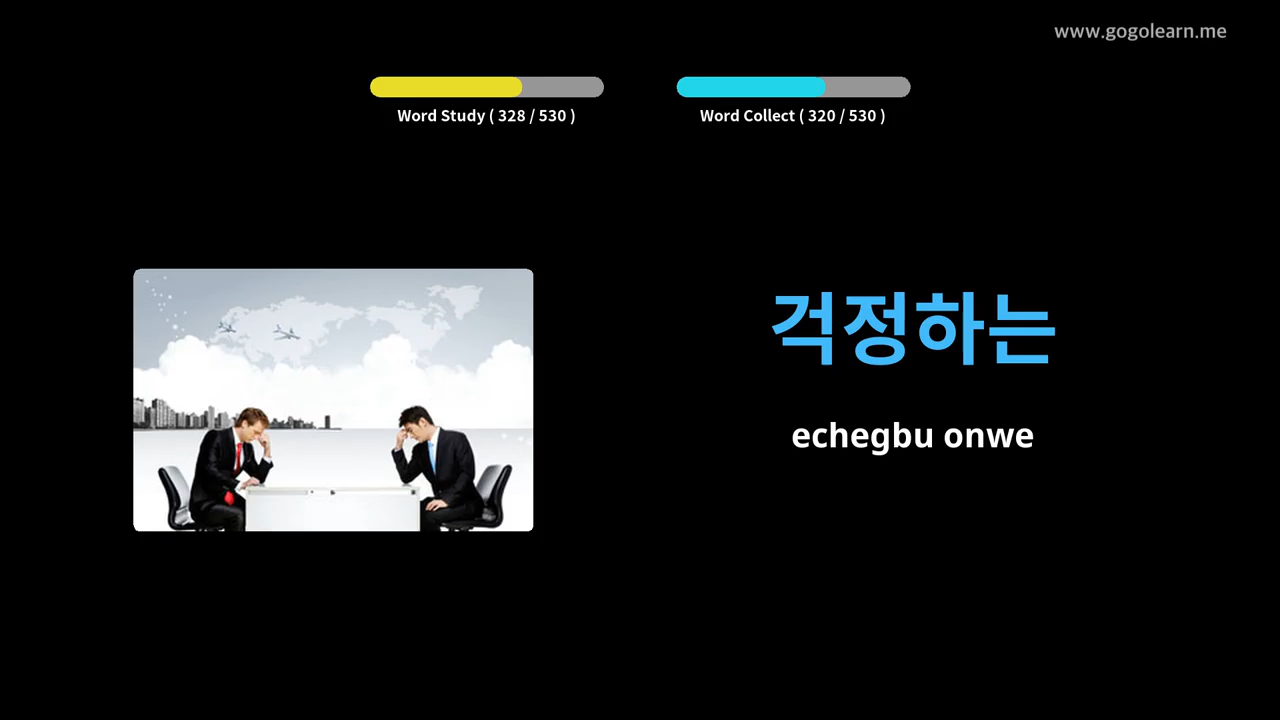 www.gogolearn.me
Word Study ( 328 / 530 )
Word Collect ( 320 / 530 )
걱정하는
echegbu onwe